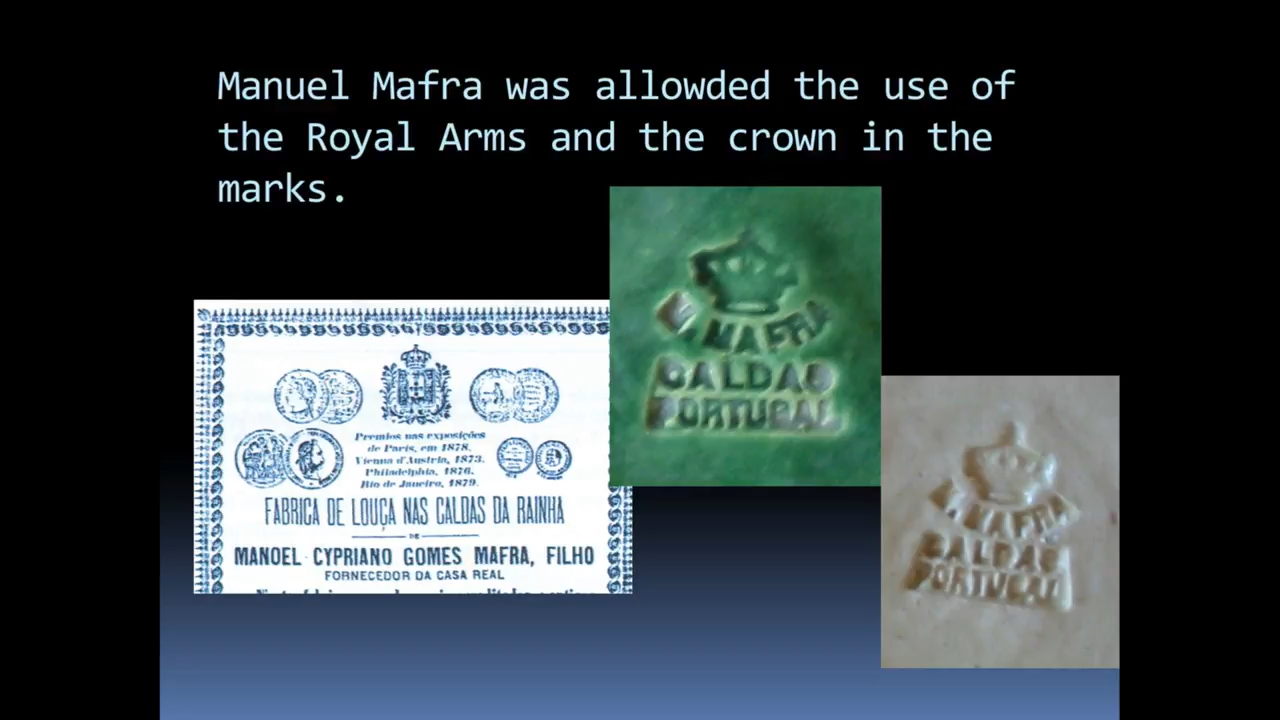 Manuel Mafra was allowded the use of
the Royal Arms and the crown in the
marks.
Premios nas exposições
de Paris, em 1878.
Vienna d'Austria, 1873.
Philadelphia, 1876.
Rio de Janeiro, 1879.
FABRICA DE LOUÇA NAS CALDAS DA RAINHA
DE
MANOEL CYPRIANO GOMES MAFRA, FILHO
FORNECEDOR DA CASA REAL
M. MAFRA
CALDAS
PORTUGAL
M. MAFRA
CALDAS
PORTUGAL